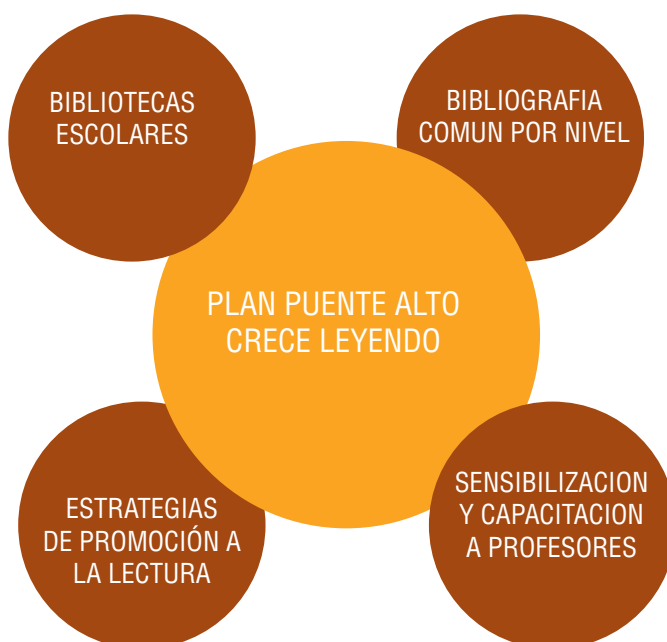 BIBLIOTECAS
ESCOLARES
BIBLIOGRAFIA
COMUN POR NIVEL
PLAN PUENTE ALTO
CRECE LEYENDO
ESTRATEGIAS
DE PROMOCIÓN A
LA LECTURA
SENSIBILIZACION
Y CAPACITACION
A PROFESORES